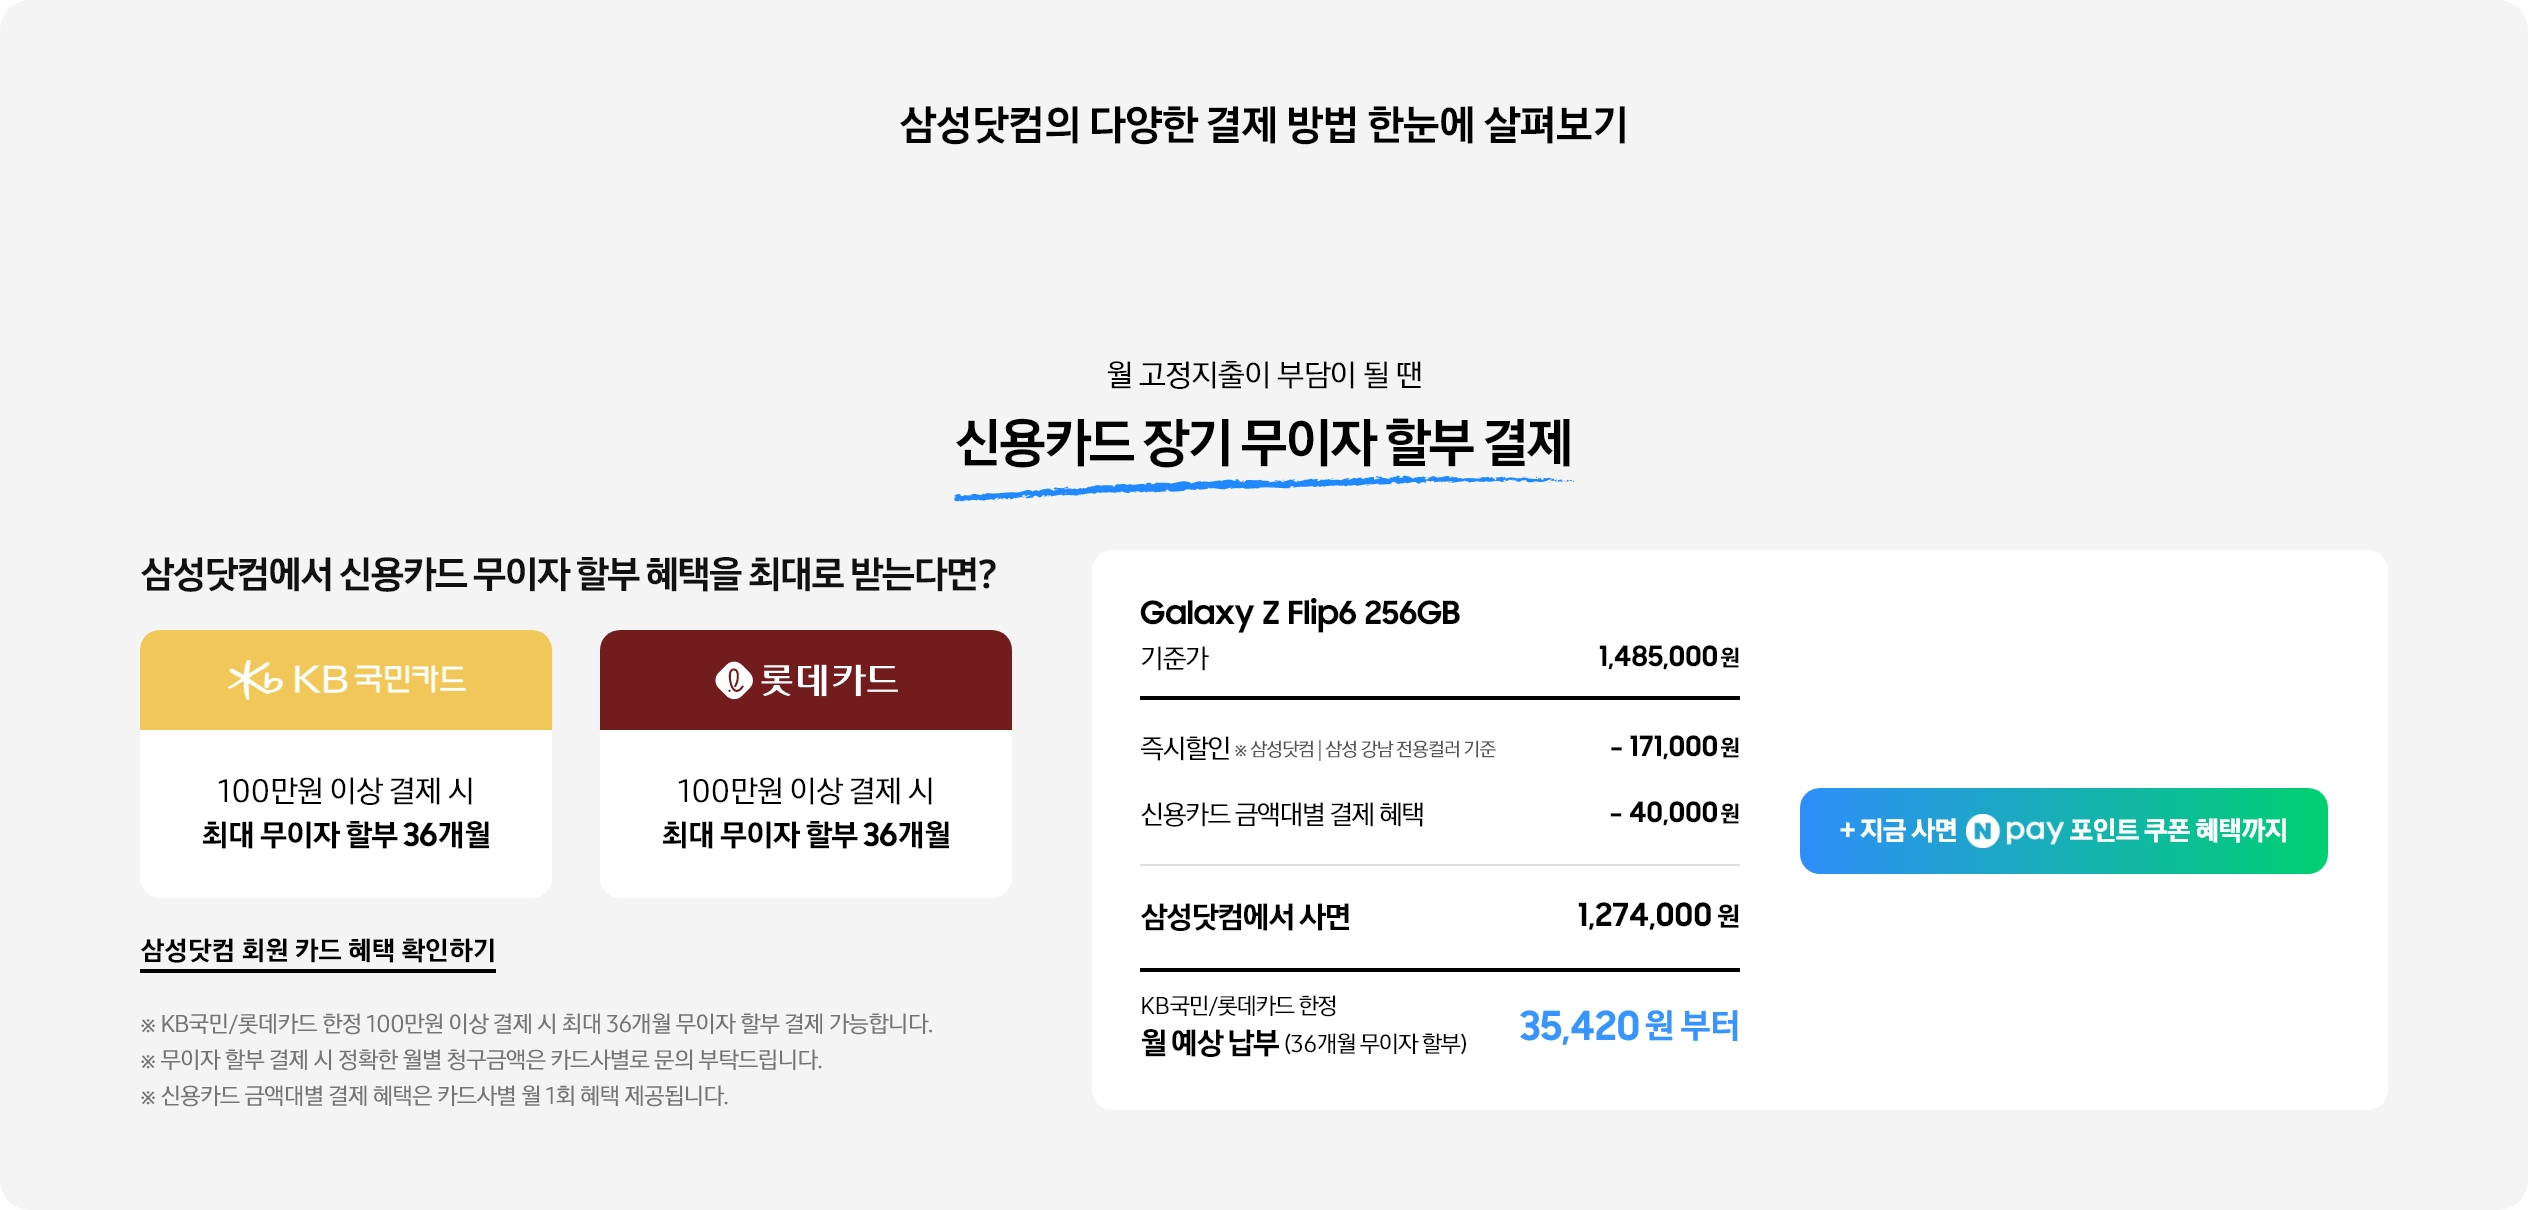 삼성닷컴의 다양한 결제 방법 한눈에 살펴보기
월 고정지출이 부담이 될 땐
신용카드 장기 무이자 할부 결제
삼성닷컴에서 신용카드 무이자 할부 혜택을 최대로 받는다면?
KB 국민카드
100만원 이상 결제 시
최대 무이자 할부 36개월
롯데카드
100만원 이상 결제 시
최대 무이자 할부 36개월
삼성닷컴 회원 카드 혜택 확인하기
※ KB국민/롯데카드 한정 100만원 이상 결제 시 최대 36개월 무이자 할부 결제 가능합니다.
※ 무이자 할부 결제 시 정확한 월별 청구금액은 카드사별로 문의 부탁드립니다.
※ 신용카드 금액대별 결제 혜택은 카드사별 월 1회 혜택 제공됩니다.
Galaxy Z Flip6 256GB
기준가 1,485,000 원
즉시할인 ※ 삼성닷컴 | 삼성 강남 전용컬러 기준 - 171,000 원
신용카드 금액대별 결제 혜택 - 40,000 원
삼성닷컴에서 사면 1,274,000 원
KB국민/롯데카드 한정
월 예상 납부 (36개월 무이자 할부) 35,420 원 부터
+ 지금 사면 N pay 포인트 쿠폰 혜택까지